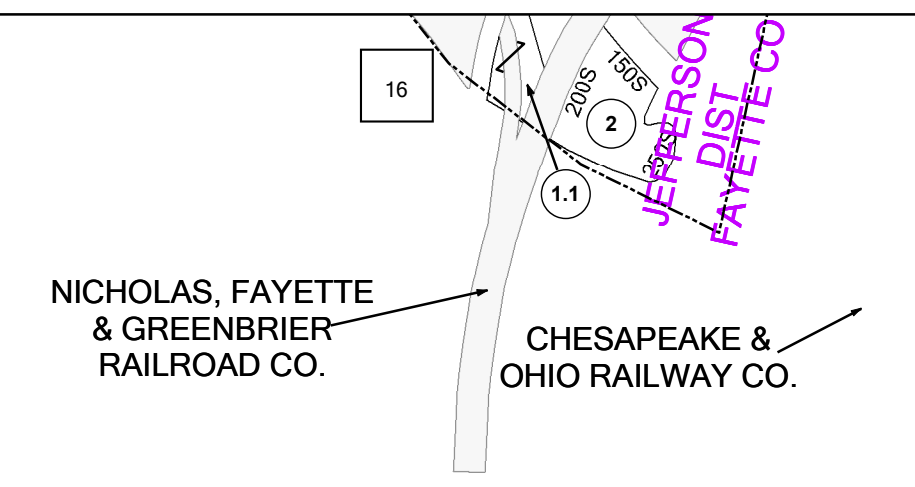 16
150S
200S
2
250S
1.1
JEFFERSON
DIST
FAYETTE CO
NICHOLAS, FAYETTE
& GREENBRIER
RAILROAD CO.
CHESAPEAKE &
OHIO RAILWAY CO.